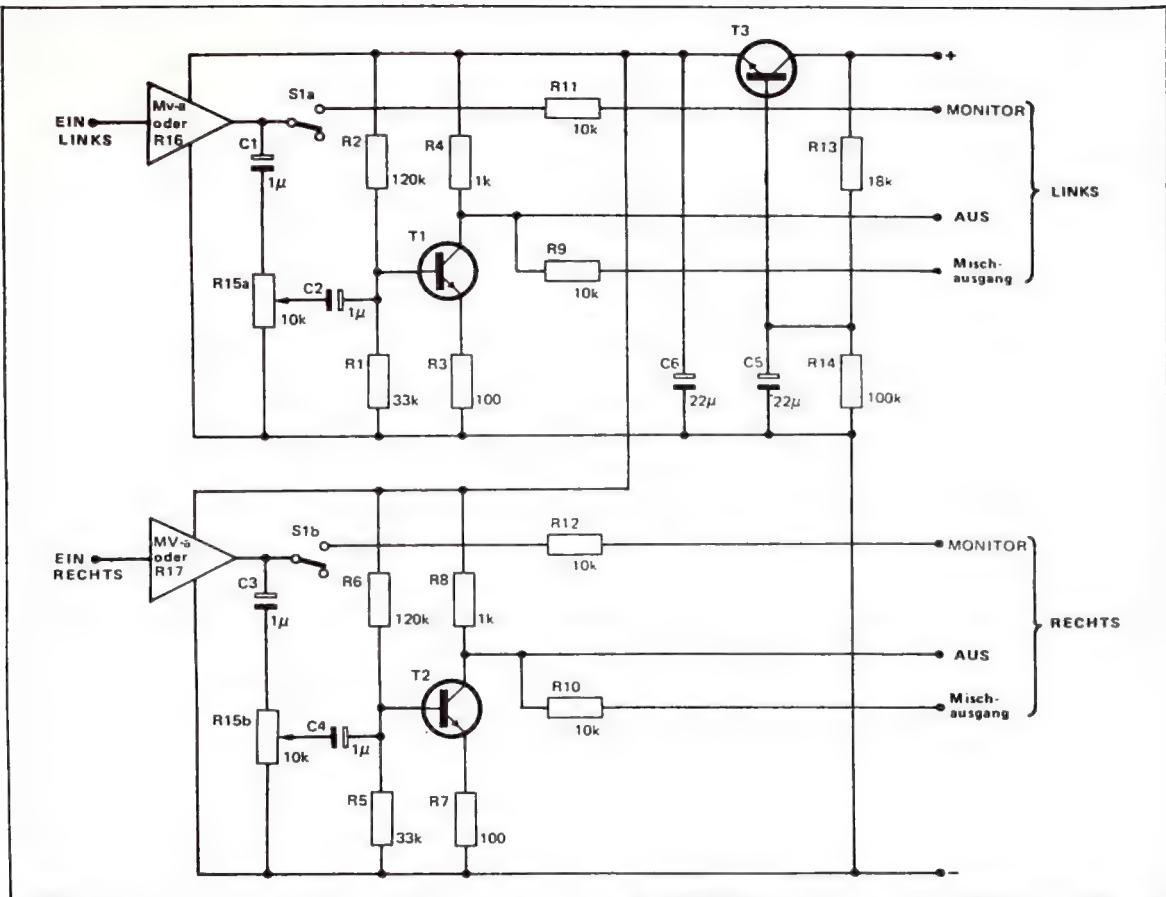 T3
+
Mv-a
oder
R16
EIN
LINKS
S1a
C1
1µ
R2
120k
R4
1k
R11
10k
MONITOR
R13
18k
LINKS
T1
AUS
R9
10k
Misch-
ausgang
R15a
10k
C2
1µ
R1
33k
R3
100
C6
22µ
C5
22µ
R14
100k
MV-a
oder
R17
EIN
RECHTS
S1b
C3
1µ
R6
120k
R8
1k
R12
10k
MONITOR
RECHTS
T2
AUS
R10
10k
Misch-
ausgang
R15b
10k
C4
1µ
R5
33k
R7
100
-